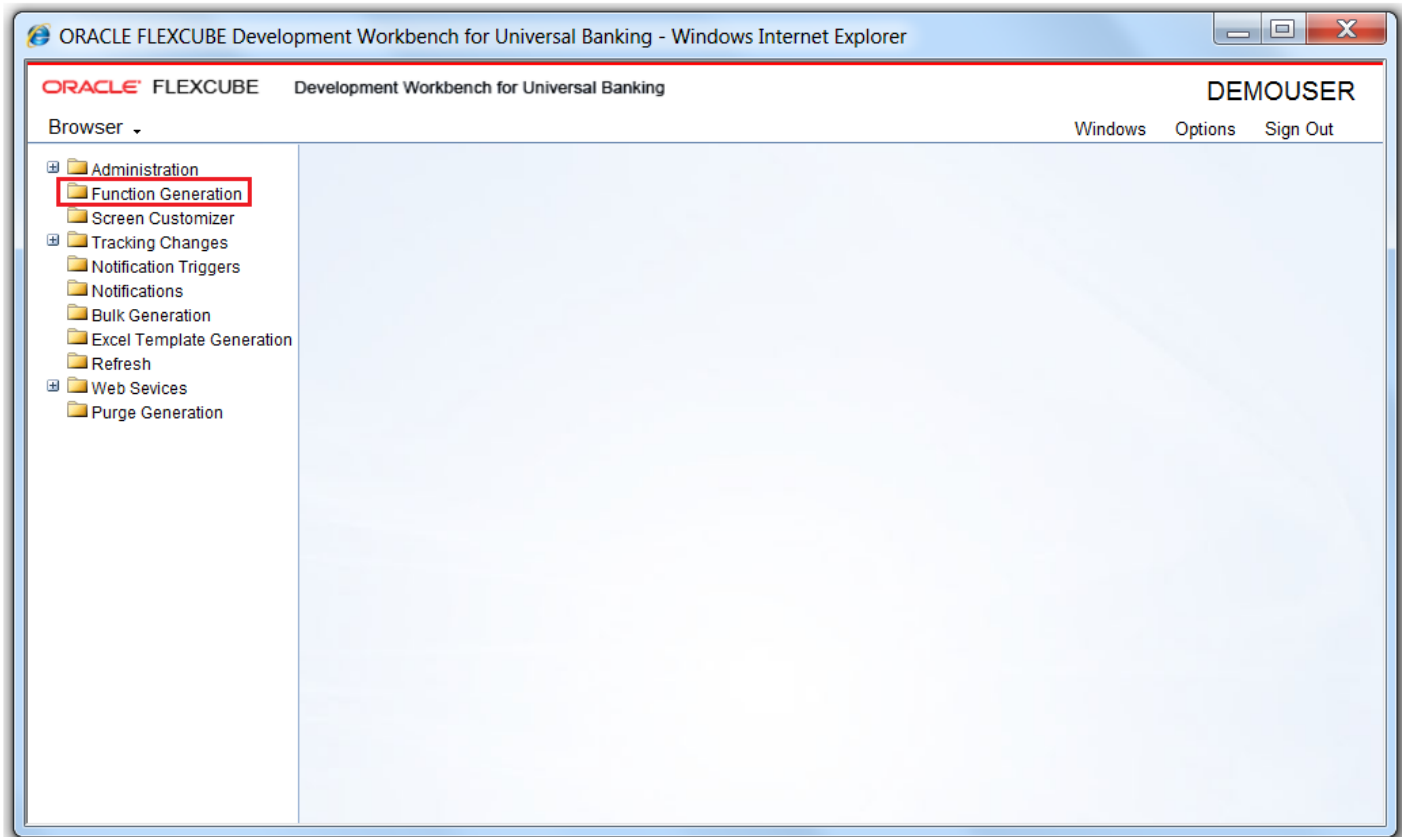 ORACLE FLEXCUBE Development Workbench for Universal Banking - Windows Internet Explorer
ORACLE FLEXCUBE Development Workbench for Universal Banking DEMOUSER
Browser Windows Options Sign Out
Administration
Function Generation
Screen Customizer
Tracking Changes
Notification Triggers
Notifications
Bulk Generation
Excel Template Generation
Refresh
Web Sevices
Purge Generation